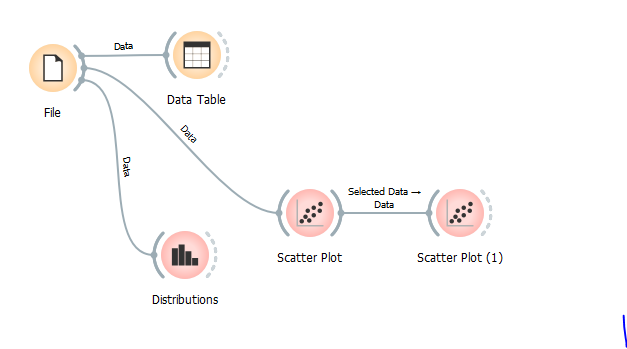 Data
File
Data Table
Data
Data
Selected Data →
Data
Scatter Plot
Scatter Plot (1)
Distributions